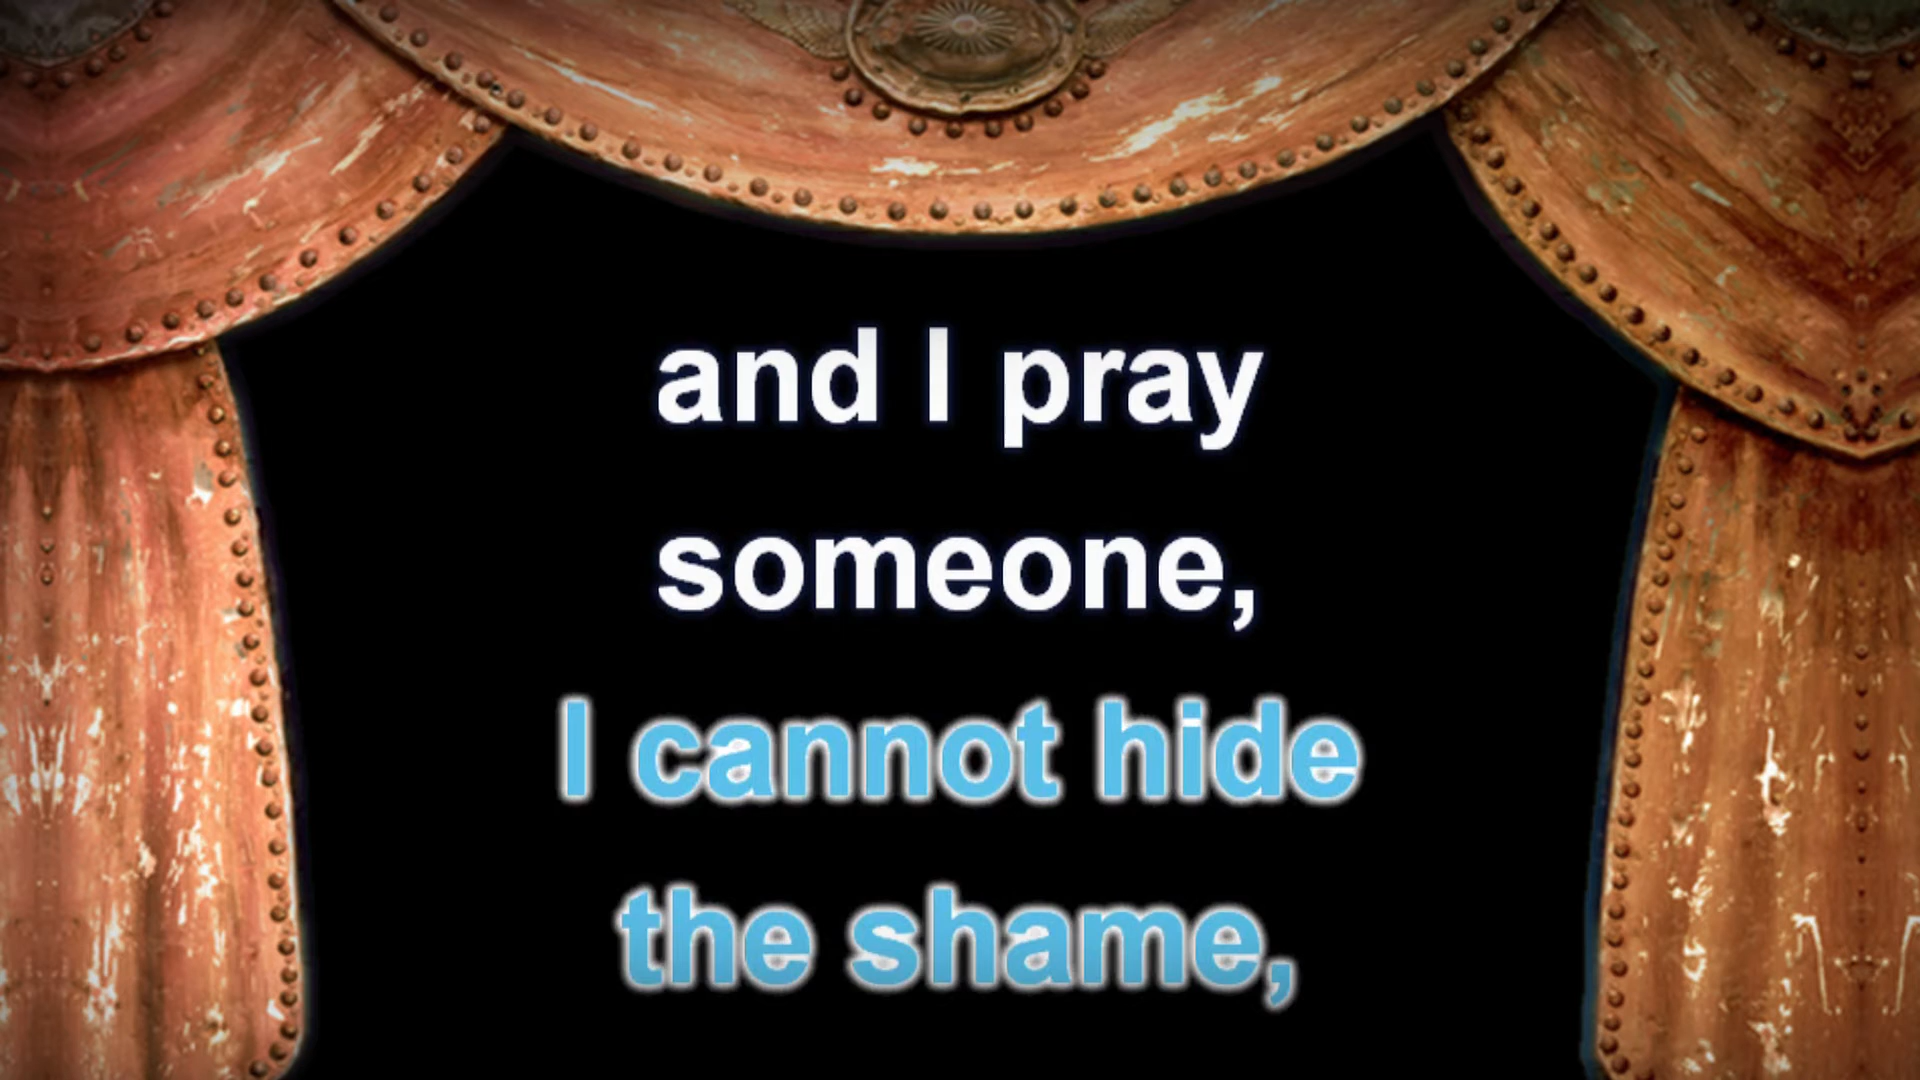 and I pray
someone,
I cannot hide
the shame,